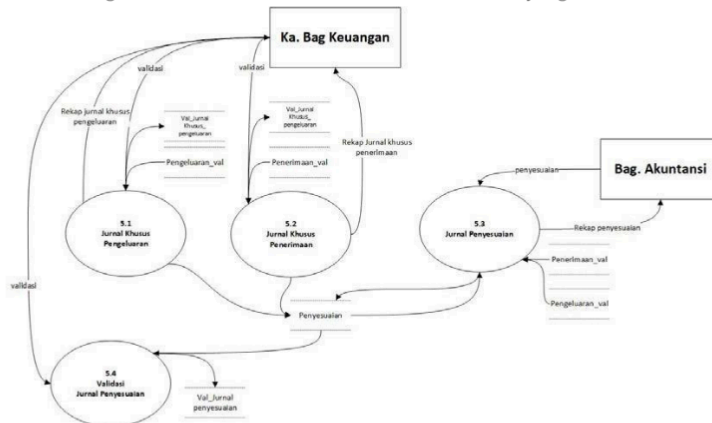 Ka. Bag Keuangan
validasi
validasi
Rekap jurnal khusus
pengeluaran
Val_Jurnal
Khusus_
pengeluaran
Val_Jurnal
Khusus_
pengeluaran
Rekap Jurnal khusus
penerimaan
Pengeluaran_val
Penerimaan_val
penyesuaian
Bag. Akuntansi
5.1
Jurnal Khusus
Pengeluaran
5.2
Jurnal Khusus
Penerimaan
5.3
Jurnal Penyesuaian
Rekap penyesuaian
Penerimaan_val
Pengeluaran_val
validasi
Penyesuaian
5.4
Validasi
Jurnal Penyesuaian
Val_Jurnal
penyesuaian